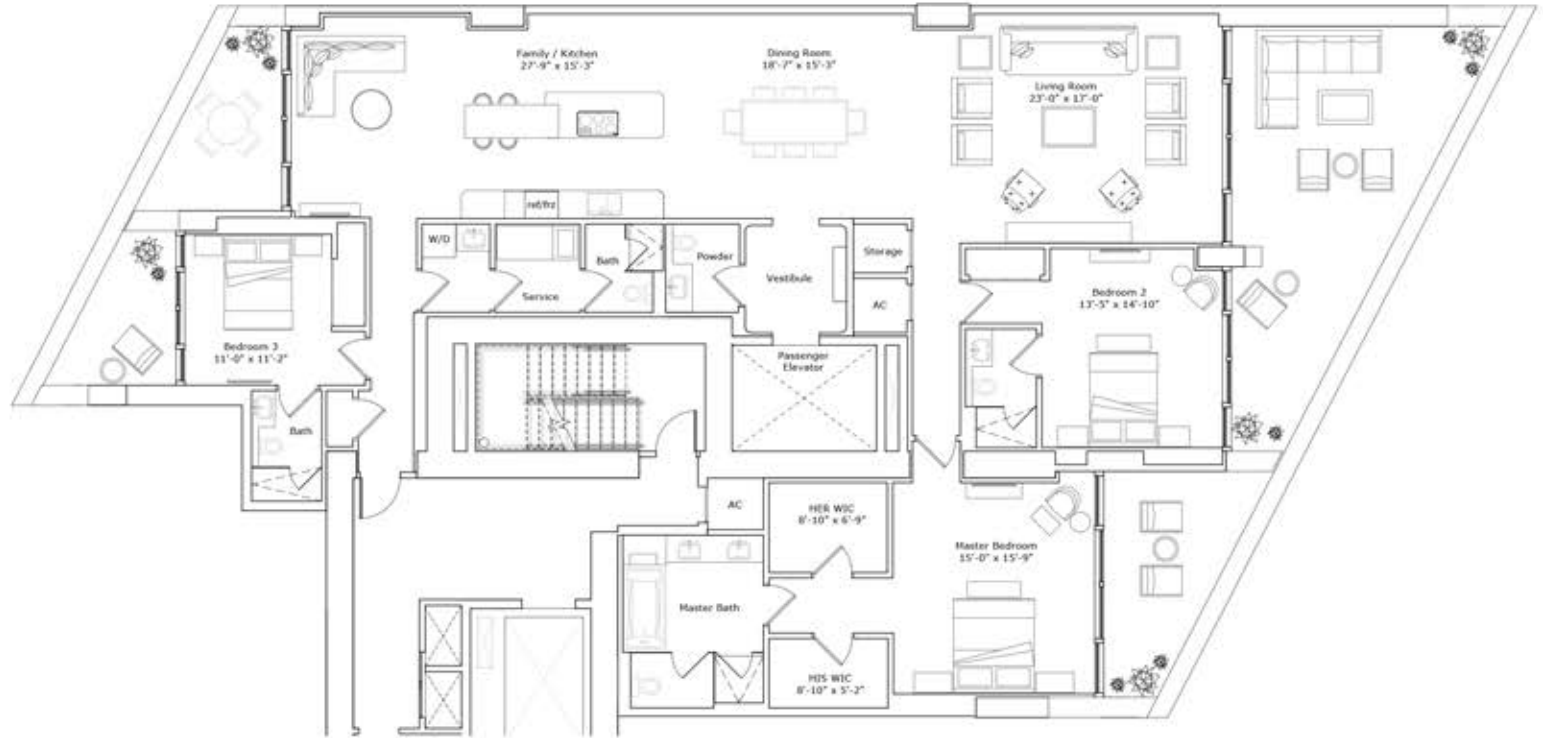 Family / Kitchen
27'-9" x 15'-3"
Dining Room
18'-7" x 15'-3"
Living Room
23'-0" x 17'-0"
ref/frz
W/D
Bath
Powder
Vestibule
Storage
Service
AC
Bedroom 2
13'-5" x 14'-10"
Bedroom 3
11'-0" x 11'-2"
Passenger
Elevator
Bath
AC
HER WIC
8'-10" x 6'-9"
Master Bedroom
15'-0" x 15'-9"
Master Bath
HIS WIC
8'-10" x 5'-2"